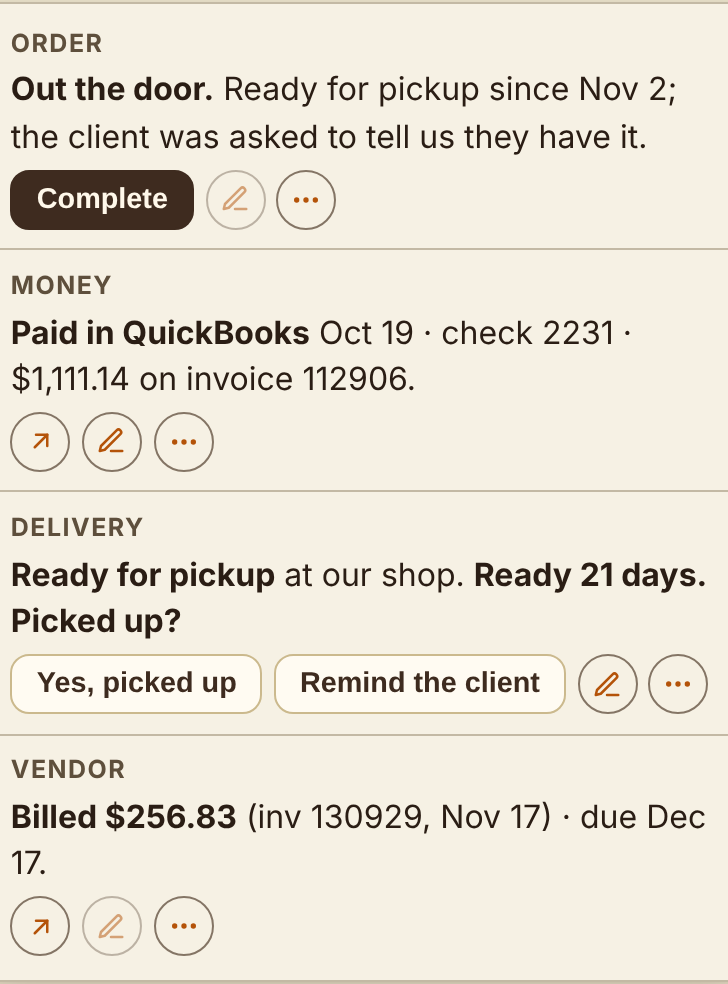 ORDER
Out the door. Ready for pickup since Nov 2;
the client was asked to tell us they have it.
Complete
MONEY
Paid in QuickBooks Oct 19 · check 2231 ·
$1,111.14 on invoice 112906.
DELIVERY
Ready for pickup at our shop. Ready 21 days.
Picked up?
Yes, picked up
Remind the client
VENDOR
Billed $256.83 (inv 130929, Nov 17) · due Dec
17.